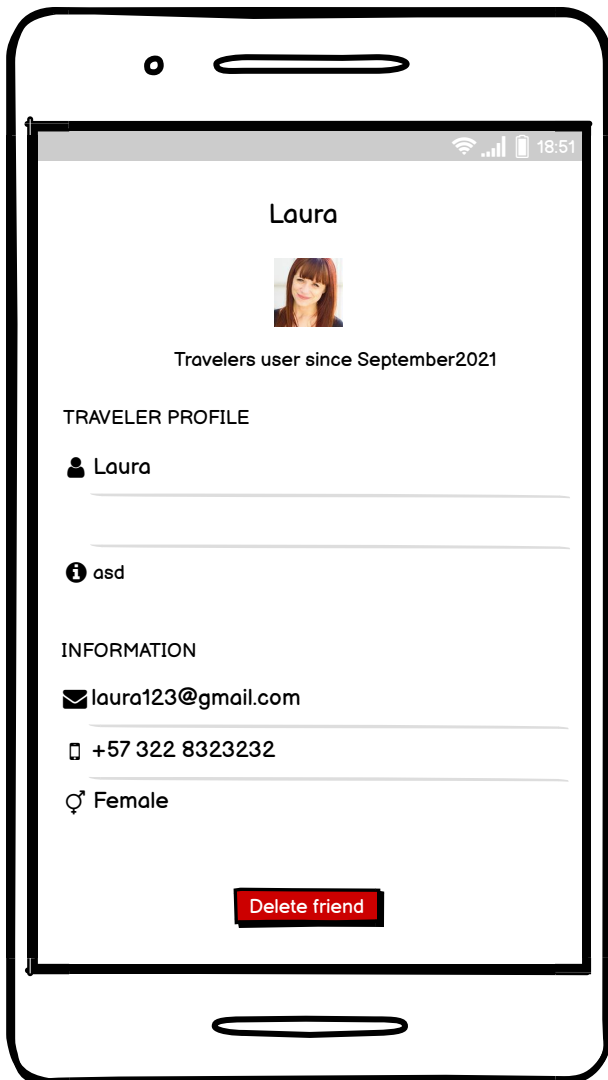 18:51
Laura
Travelers user since September2021
TRAVELER PROFILE
Laura
asd
INFORMATION
laura123@gmail.com
+57 322 8323232
Female
Delete friend